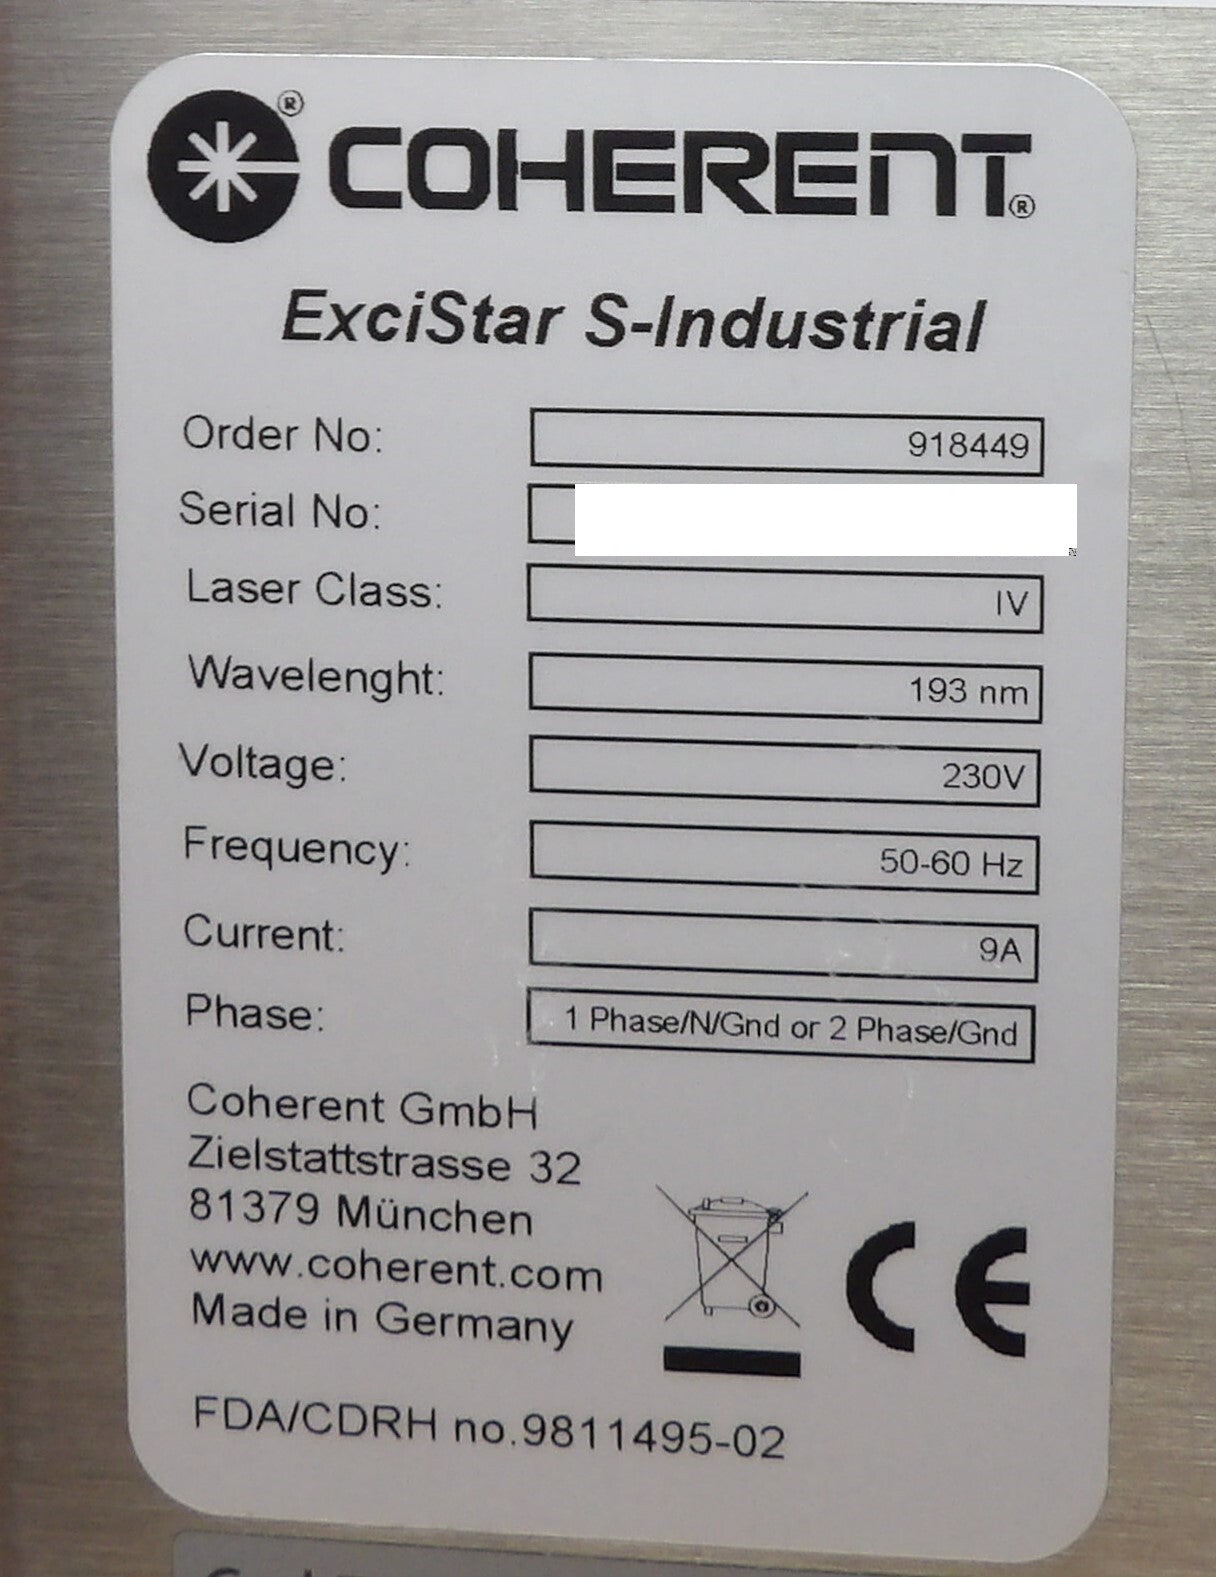 ® COHERENT®
ExciStar S-Industrial
Order No: 918449
Serial No:
Laser Class: IV
Wavelenght: 193 nm
Voltage: 230V
Frequency: 50-60 Hz
Current: 9A
Phase: 1 Phase/N/Gnd or 2 Phase/Gnd
Coherent GmbH
Zielstattstrasse 32
81379 München
www.coherent.com
Made in Germany
CE
FDA/CDRH no.9811495-02